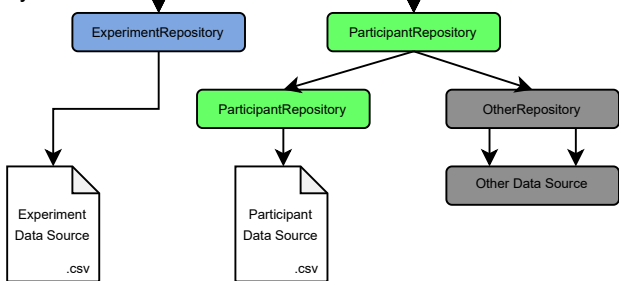 ExperimentRepository
ParticipantRepository
ParticipantRepository
OtherRepository
Other Data Source
Experiment
Data Source
.csv
Participant
Data Source
.csv